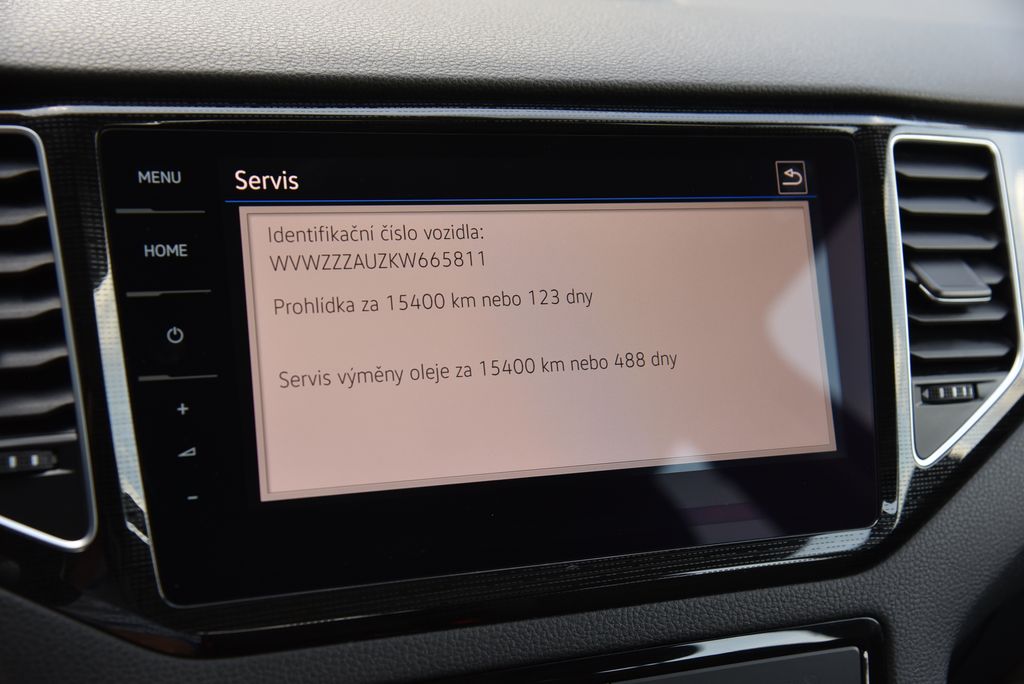 MENU
Servis
HOME
Identifikační číslo vozidla:
WVWZZZAUZKW665811
Prohlídka za 15400 km nebo 123 dny
Servis výměny oleje za 15400 km nebo 488 dny
+
-